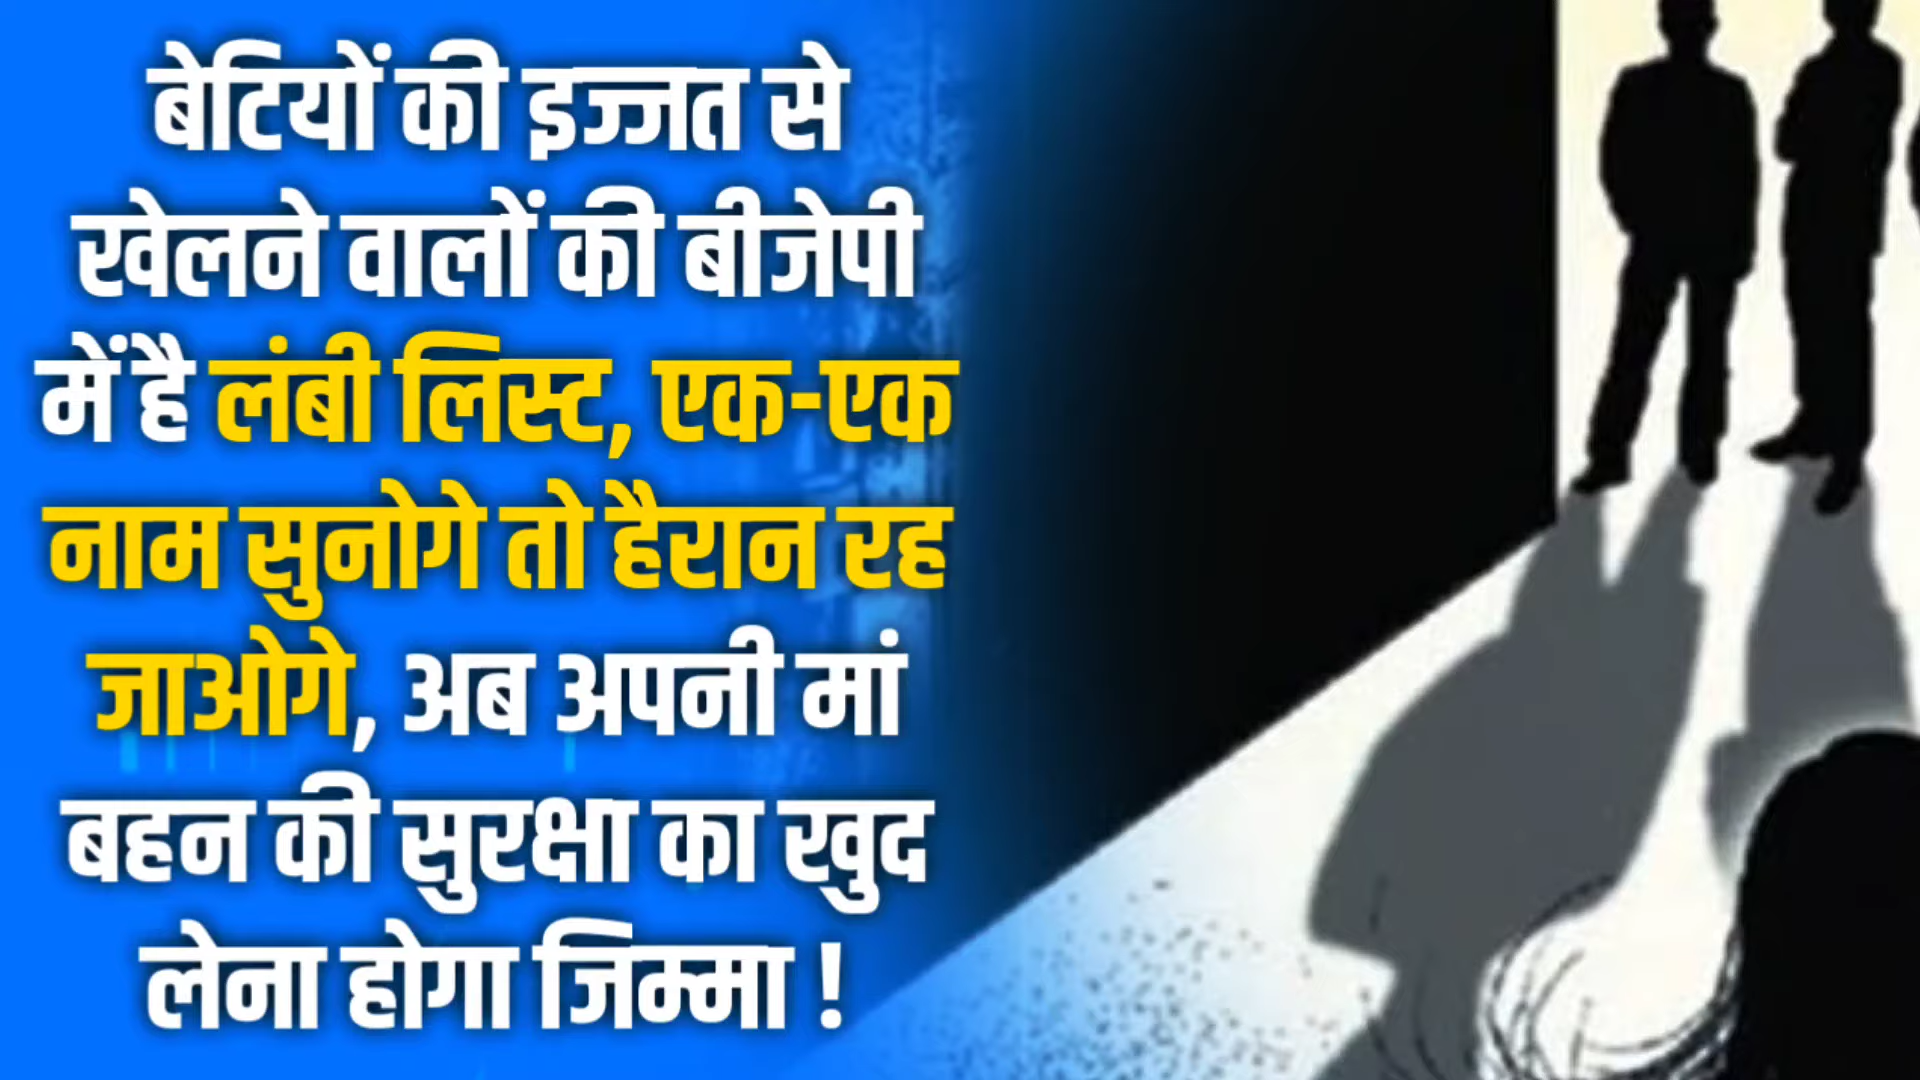 बेटियों की इज्जत से
खेलने वालों की बीजेपी
में है लंबी लिस्ट, एक-एक
नाम सुनोगे तो हैरान रह
जाओगे, अब अपनी मां
बहन की सुरक्षा का खुद
लेना होगा जिम्मा !